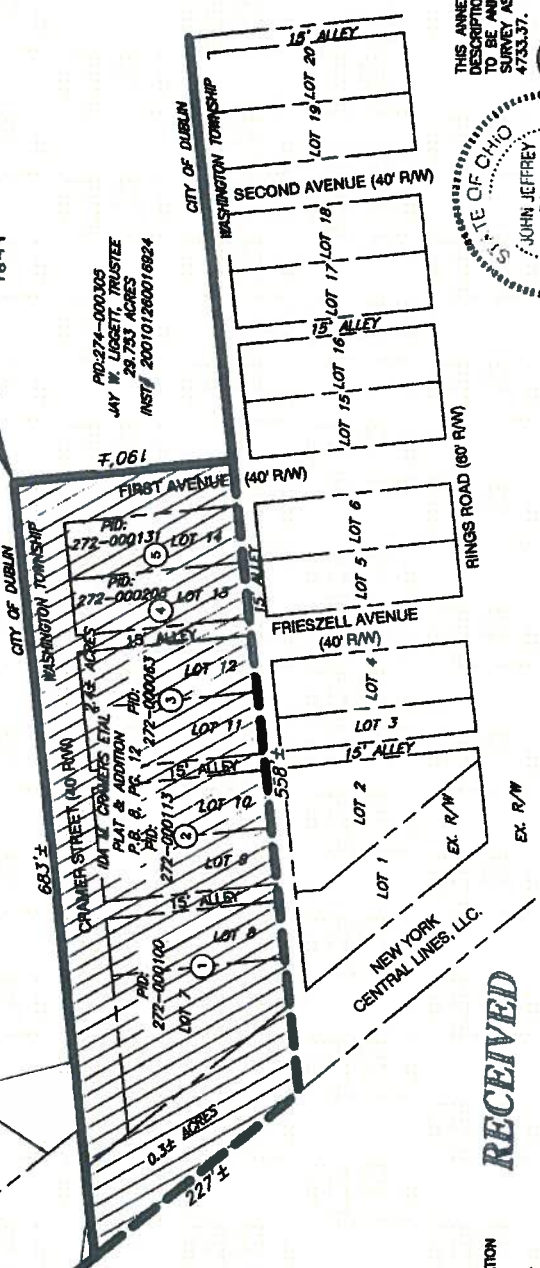 THIS ANNE
DESCRIPTION
TO BE ANN
SURVEY AS
4733.37.
STATE OF OHIO
JOHN JEFFREY
15' ALLEY
LOT 20
LOT 19
SECOND AVENUE (40' R/W)
LOT 18
LOT 17
15' ALLEY
LOT 16
LOT 15
CITY OF DUBLIN
WASHINGTON TOWNSHIP
PID:274-000305
JAY W. LIGGETT, TRUSTEE
29.753 ACRES
INST# 200101260016924
190'±
FIRST AVENUE (40' R/W)
LOT 6
LOT 5
RINGS ROAD (60' R/W)
15' ALLEY
FRIESZELL AVENUE
(40' R/W)
LOT 4
LOT 3
15' ALLEY
LOT 2
LOT 1
EX. R/W
EX. R/W
NEW YORK
CENTRAL LINES, LLC.
CITY OF DUBLIN
WASHINGTON TOWNSHIP
683'±
CRAMER STREET (40' R/W)
PID:
272-000131 LOT 14
5
PID:
LOT 13
4
15' ALLEY
LOT 12
PID:
272-000063
3
LOT 11
15' ALLEY
558'±
IDA M. CRAMERS ETAL 2.4± ACRES
PLAT & ADDITION
P.B. 6, PG. 12
LOT 10
PID:
272-000113
2
LOT 9
15' ALLEY
LOT 8
1
PID:
272-000100
LOT 7
0.3± ACRES
227'±
RECEIVED